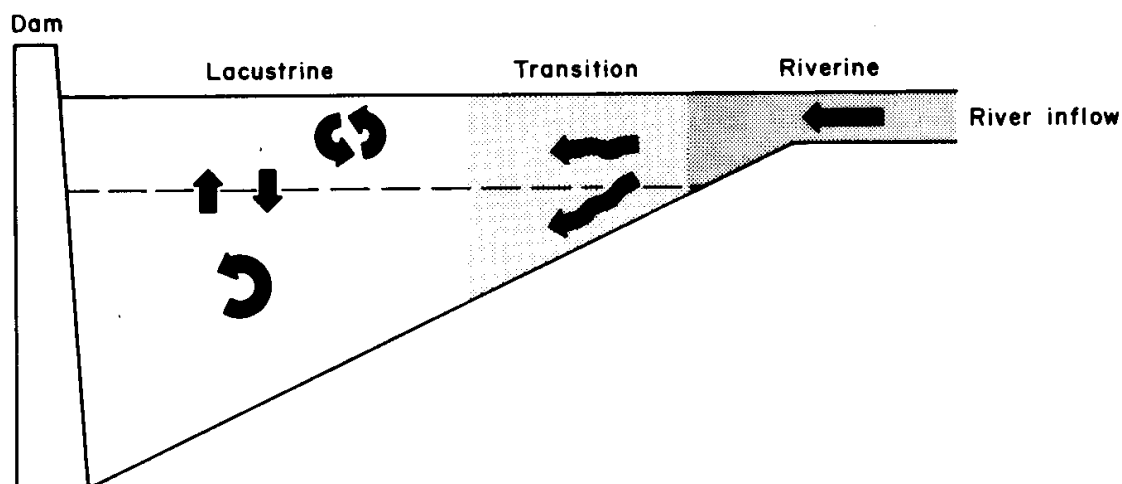 Dam
Lacustrine
Transition
Riverine
River inflow